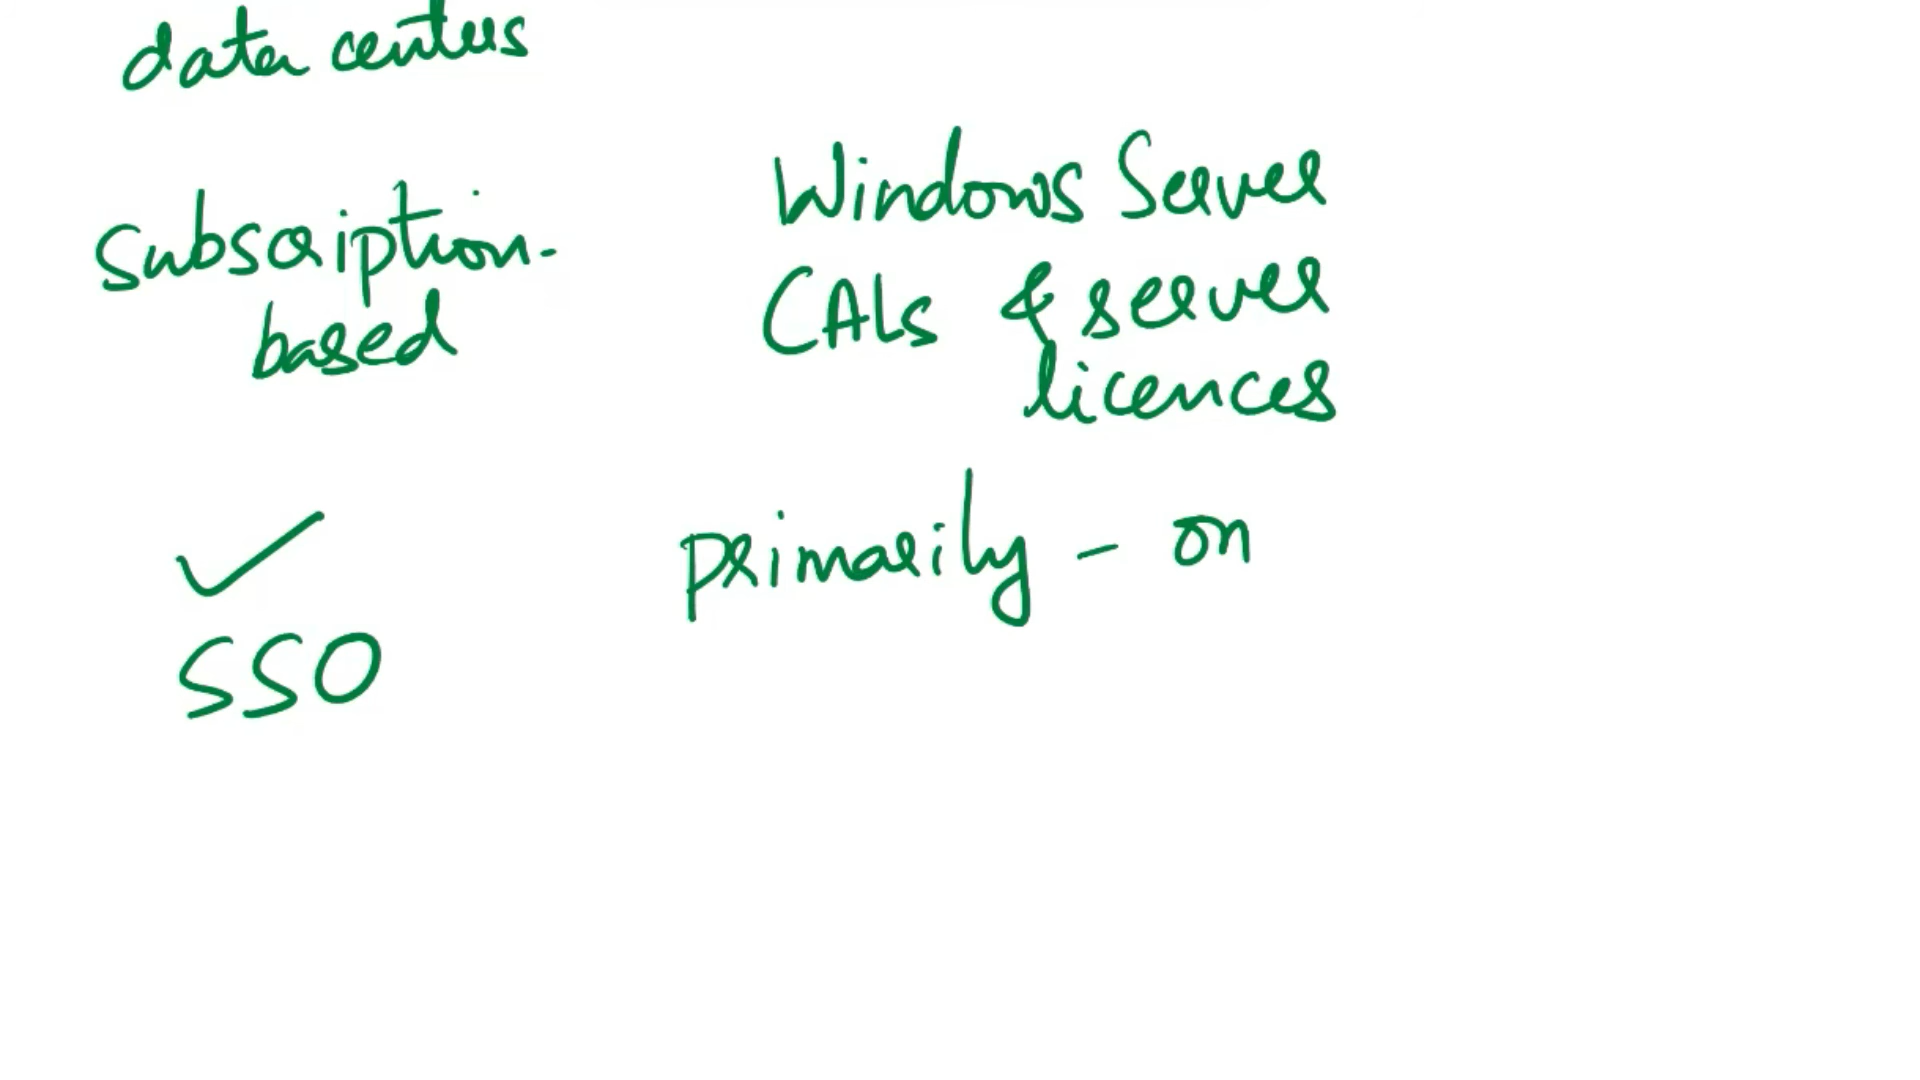 data centers
Subscription-
based
Windows Server
CALs & server
licences
✓
SSO
primarily - on